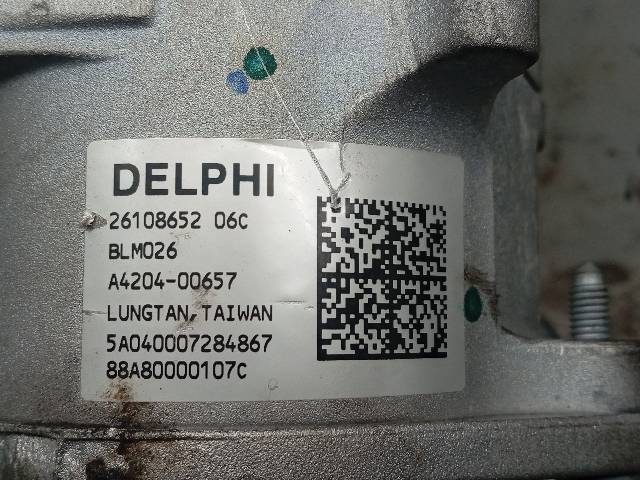 DELPHI
26108652 06C
BLM026
A4204-00657
LUNGTAN,TAIWAN
5A040007284867
88A80000107C